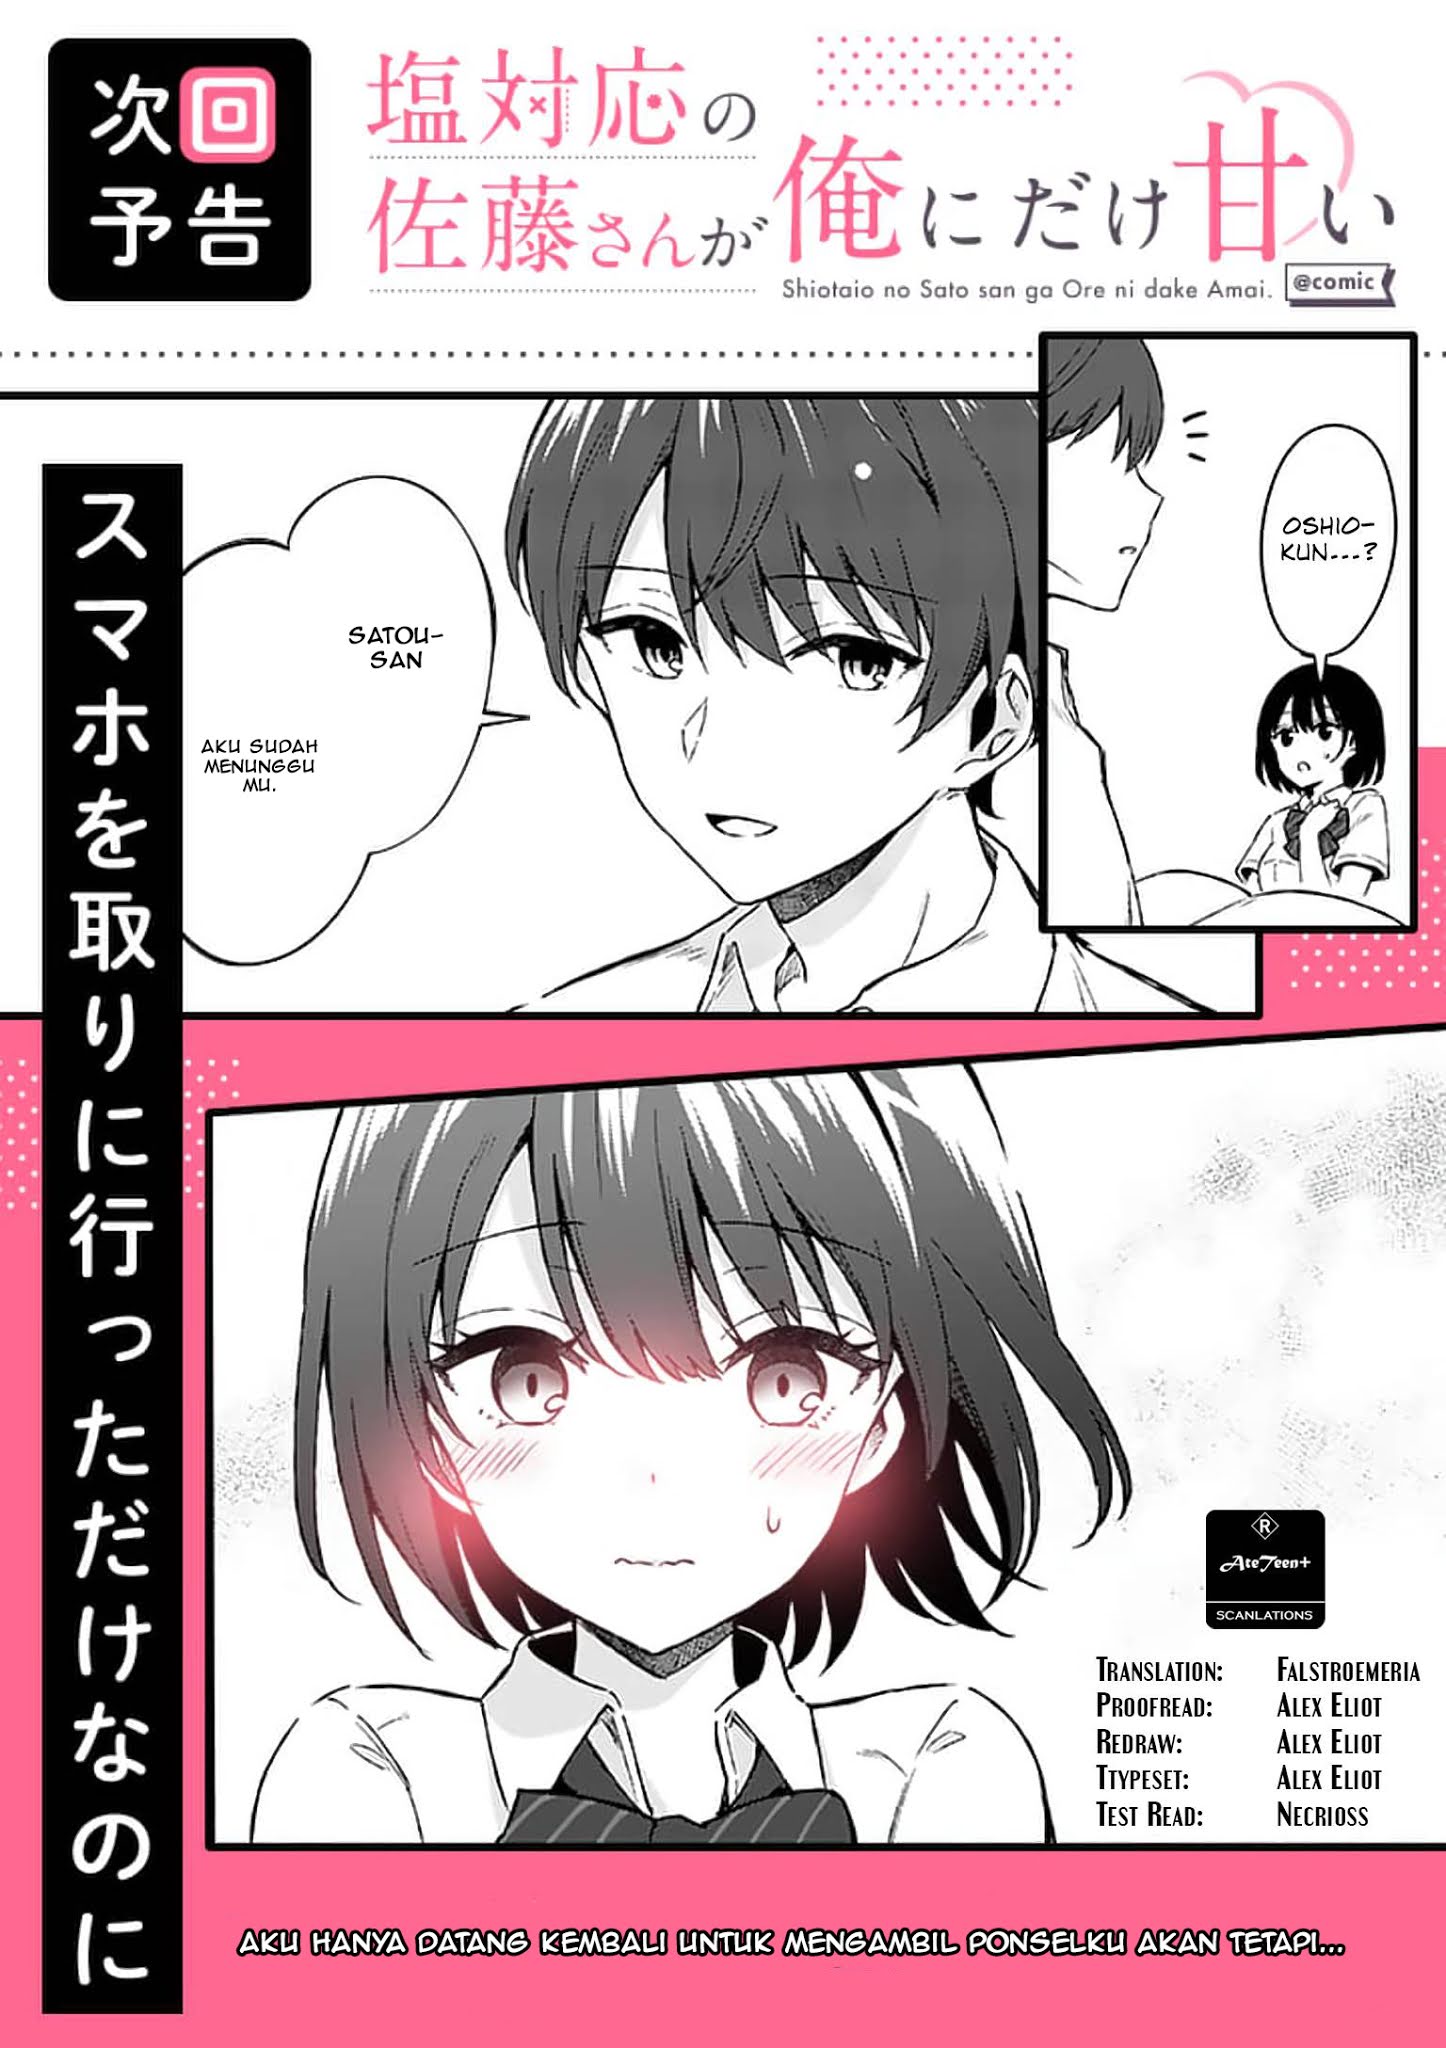 次回
予告
塩対応の
佐藤さんが
俺にだけ甘い
Shiotaio no Sato san ga Ore ni dake Amai.
@comic
OSHIO-
KUN---?
SATOU-
SAN
AKU SUDAH
MENUNGGU
MU.
スマホを取りに行っただけなのに
R
AteTeen+
SCANLATIONS
TRANSLATION: FALSTROEMERIA
PROOFREAD: ALEX ELIOT
REDRAW: ALEX ELIOT
TTYPESET: ALEX ELIOT
TEST READ: NECRIOSS
AKU HANYA DATANG KEMBALI UNTUK MENGAMBIL PONSELKU AKAN TETAPI...